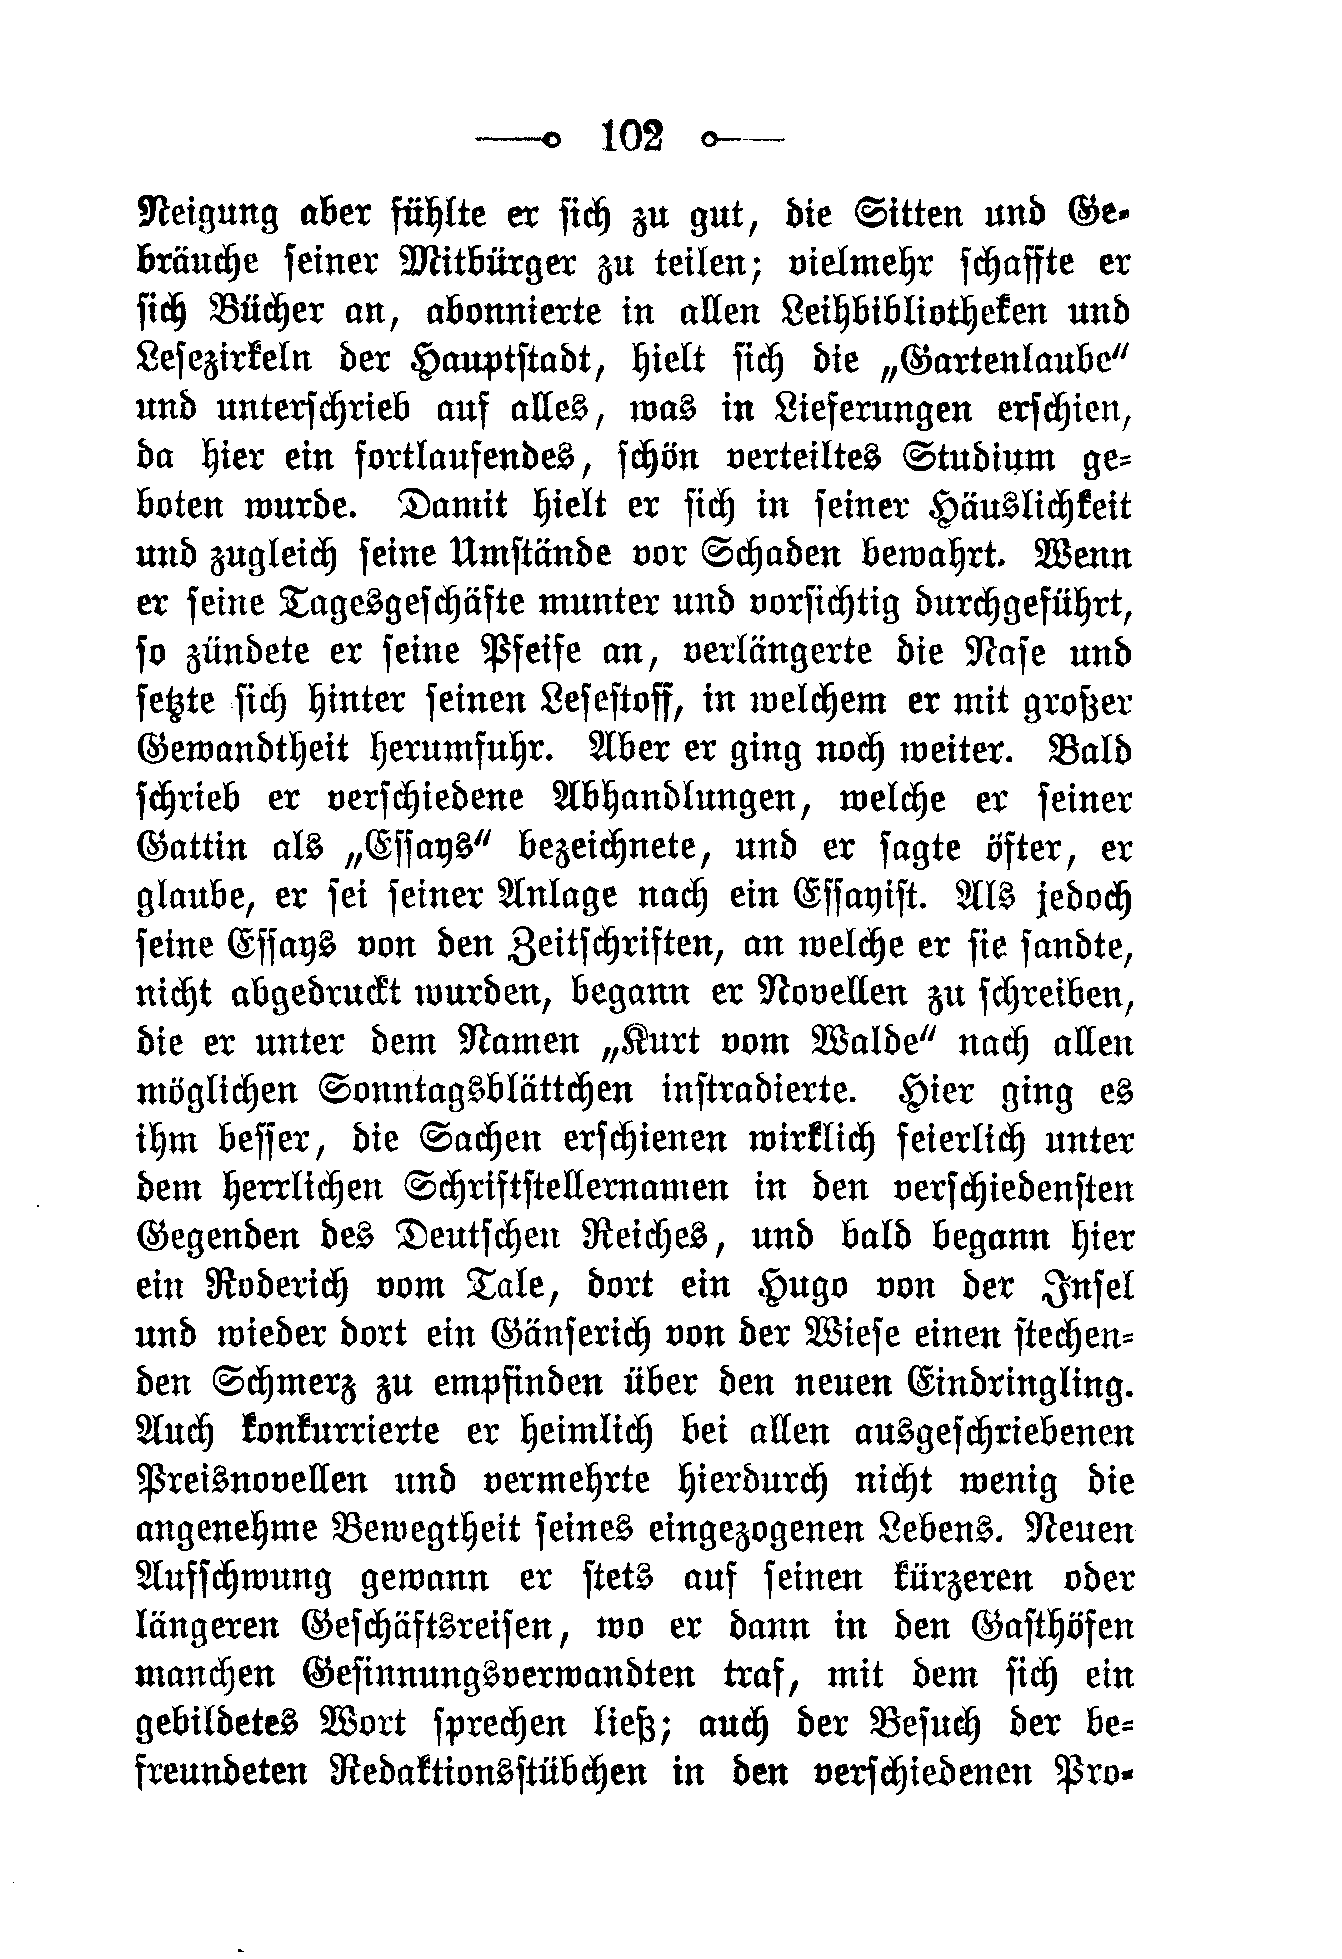 102
Neigung aber fühlte er sich zu gut, die Sitten und Ge-
bräuche seiner Mitbürger zu teilen; vielmehr schaffte er
sich Bücher an, abonnierte in allen Leihbibliotheken und
Lesezirkeln der Hauptstadt, hielt sich die „Gartenlaube“
und unterschrieb auf alles, was in Lieferungen erschien,
da hier ein fortlaufendes, schön verteiltes Studium ge-
boten wurde. Damit hielt er sich in seiner Häuslichkeit
und zugleich seine Umstände vor Schaden bewahrt. Wenn
er seine Tagesgeschäfte munter und vorsichtig durchgeführt,
so zündete er seine Pfeife an, verlängerte die Nase und
setzte sich hinter seinen Lesestoff, in welchem er mit großer
Gewandtheit herumfuhr. Aber er ging noch weiter. Bald
schrieb er verschiedene Abhandlungen, welche er seiner
Gattin als „Essays“ bezeichnete, und er sagte öfter, er
glaube, er sei seiner Anlage nach ein Essayist. Als jedoch
seine Essays von den Zeitschriften, an welche er sie sandte,
nicht abgedruckt wurden, begann er Novellen zu schreiben,
die er unter dem Namen „Kurt vom Walde“ nach allen
möglichen Sonntagsblättchen instradierte. Hier ging es
ihm besser, die Sachen erschienen wirklich feierlich unter
dem herrlichen Schriftstellernamen in den verschiedensten
Gegenden des Deutschen Reiches, und bald begann hier
ein Roderich vom Tale, dort ein Hugo von der Insel
und wieder dort ein Gänserich von der Wiese einen stechen-
den Schmerz zu empfinden über den neuen Eindringling.
Auch konkurrierte er heimlich bei allen ausgeschriebenen
Preisnovellen und vermehrte hierdurch nicht wenig die
angenehme Bewegtheit seines eingezogenen Lebens. Neuen
Aufschwung gewann er stets auf seinen kürzeren oder
längeren Geschäftsreisen, wo er dann in den Gasthöfen
manchen Gesinnungsverwandten traf, mit dem sich ein
gebildetes Wort sprechen ließ; auch der Besuch der be-
freundeten Redaktionsstübchen in den verschiedenen Pro-